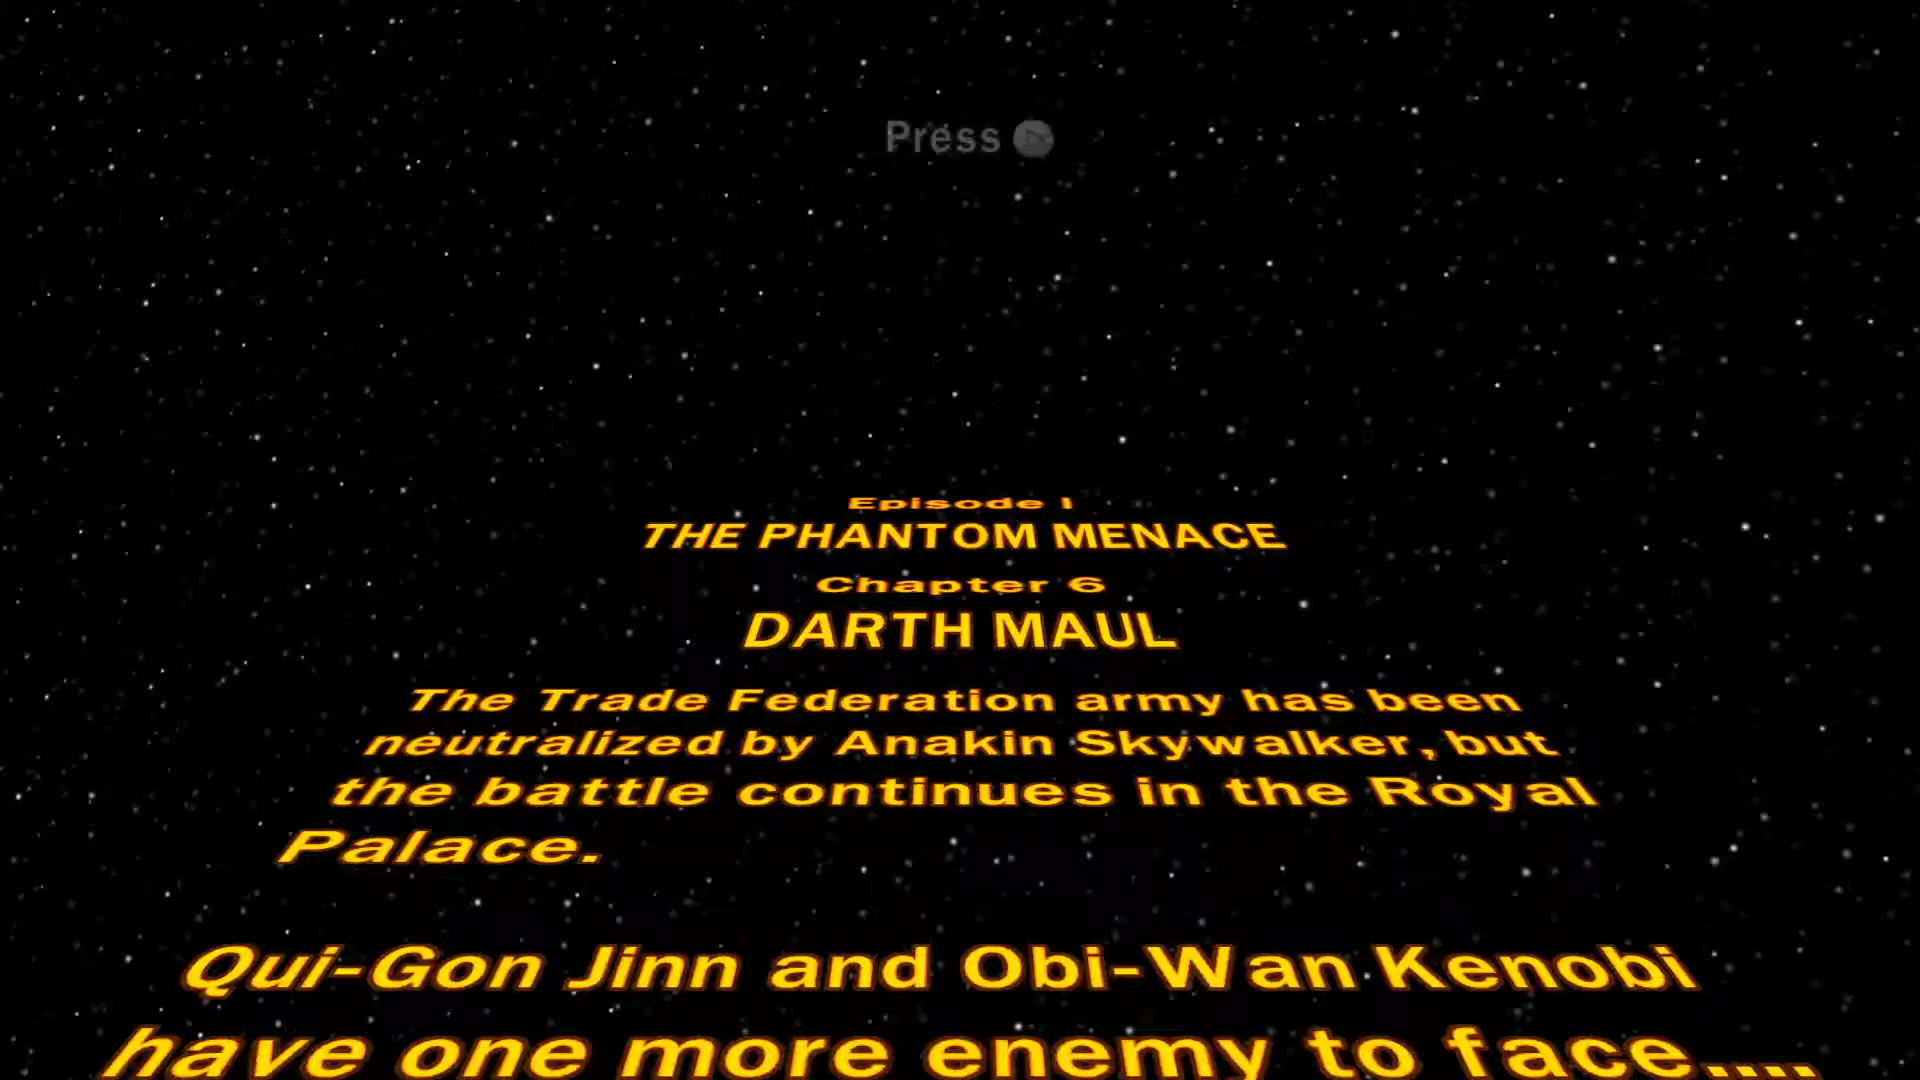 Press
Episode I
THE PHANTOM MENACE
Chapter 6
DARTH MAUL
The Trade Federation army has been
neutralized by Anakin Skywalker, but
the battle continues in the Royal
Palace.
Qui-Gon Jinn and Obi-Wan Kenobi
have one more enemy to face....